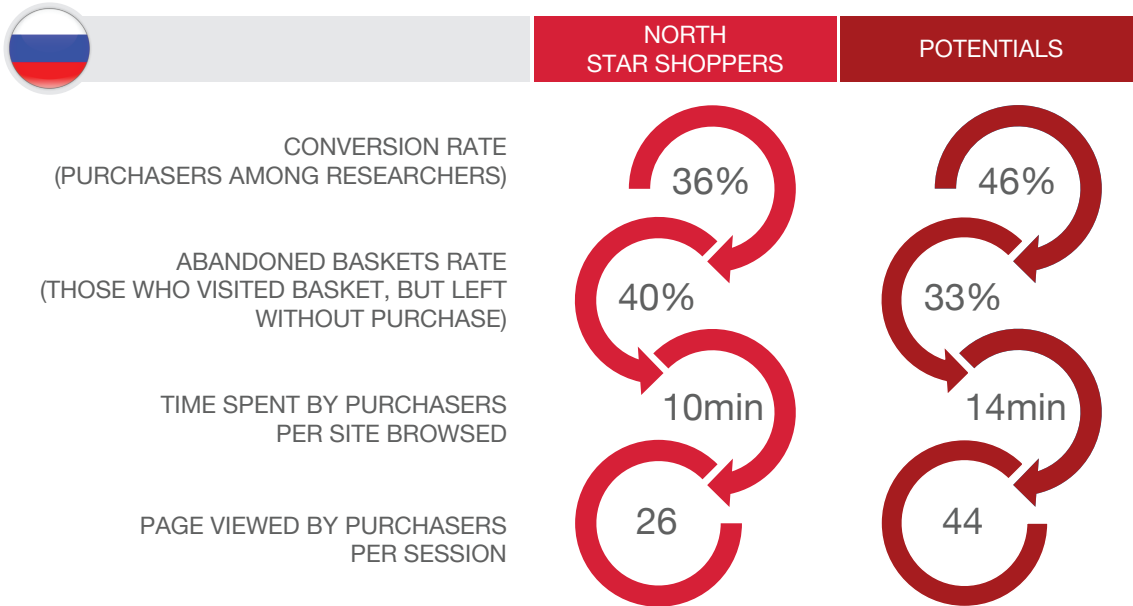 NORTH
STAR SHOPPERS
POTENTIALS
CONVERSION RATE
(PURCHASERS AMONG RESEARCHERS)
36%
46%
ABANDONED BASKETS RATE
(THOSE WHO VISITED BASKET, BUT LEFT
WITHOUT PURCHASE)
40%
33%
TIME SPENT BY PURCHASERS
PER SITE BROWSED
10min
14min
PAGE VIEWED BY PURCHASERS
PER SESSION
26
44